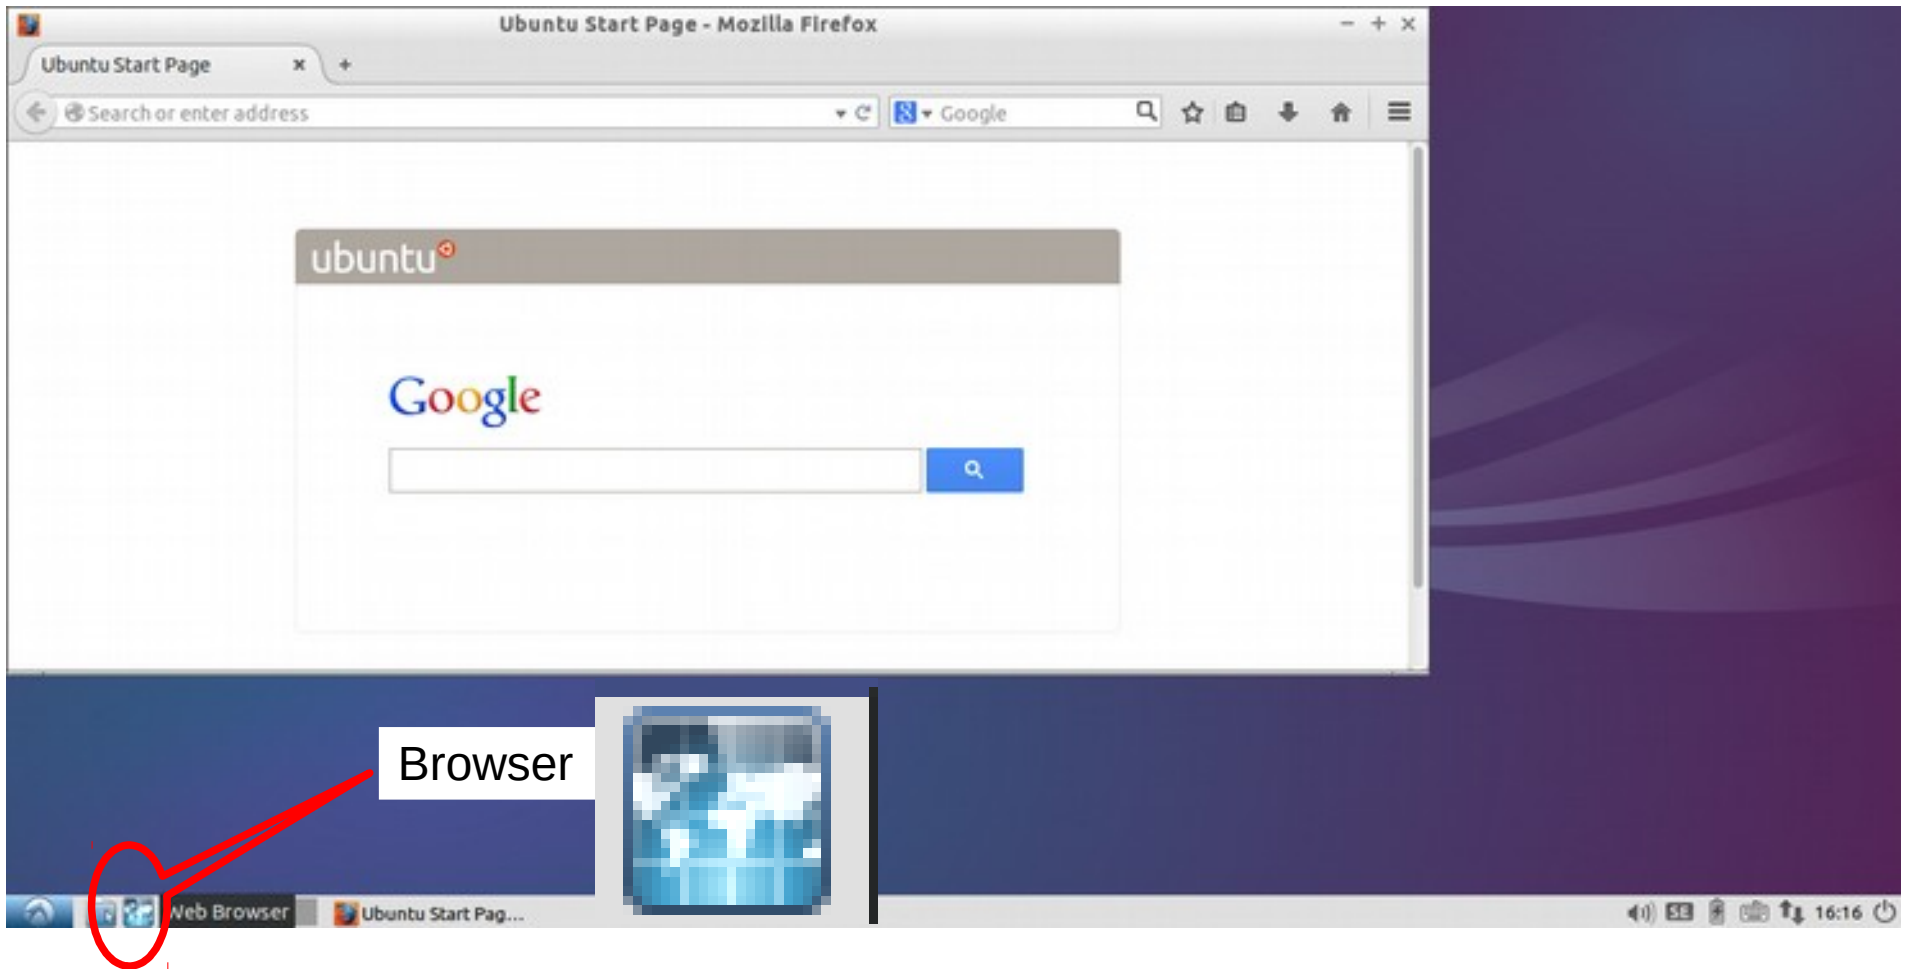 Ubuntu Start Page - Mozilla Firefox
Ubuntu Start Page
Search or enter address
Google
ubuntu
Google
Browser
Web Browser
Ubuntu Start Pag...
SE
16:16